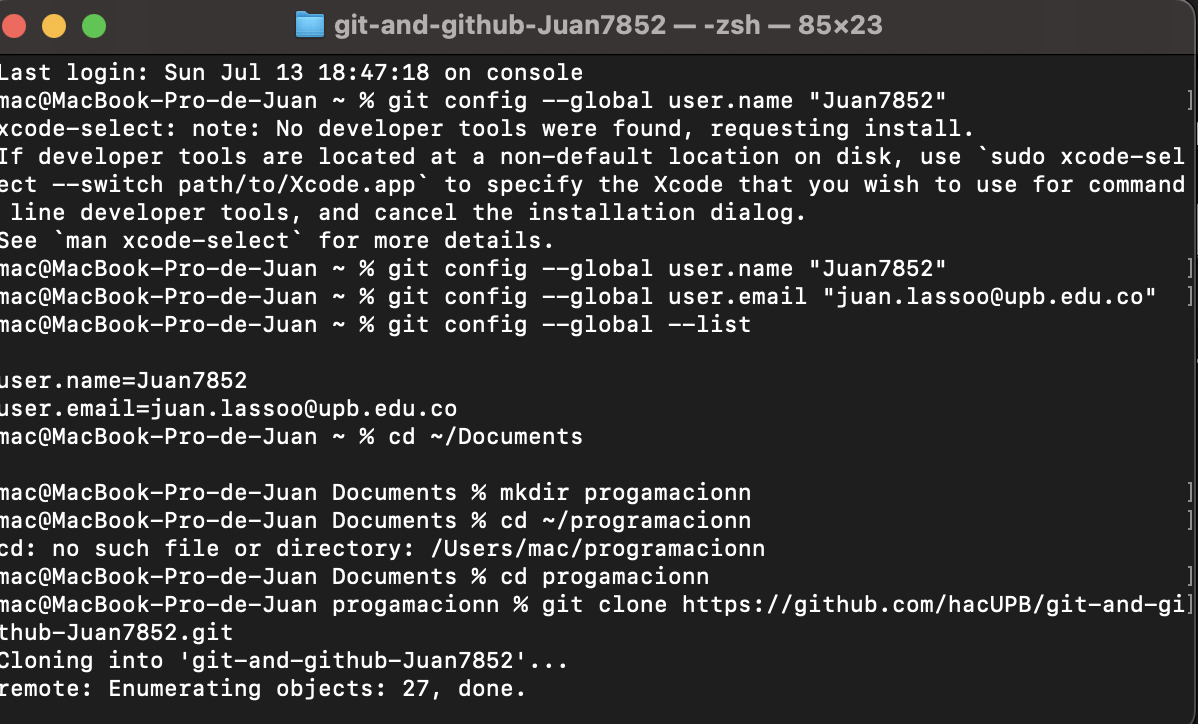 git-and-github-Juan7852 — -zsh — 85×23
Last login: Sun Jul 13 18:47:18 on console
mac@MacBook-Pro-de-Juan ~ % git config --global user.name "Juan7852"
xcode-select: note: No developer tools were found, requesting install.
If developer tools are located at a non-default location on disk, use `sudo xcode-sel
ect --switch path/to/Xcode.app` to specify the Xcode that you wish to use for command
 line developer tools, and cancel the installation dialog.
See `man xcode-select` for more details.
mac@MacBook-Pro-de-Juan ~ % git config --global user.name "Juan7852"
mac@MacBook-Pro-de-Juan ~ % git config --global user.email "juan.lassoo@upb.edu.co"
mac@MacBook-Pro-de-Juan ~ % git config --global --list
user.name=Juan7852
user.email=juan.lassoo@upb.edu.co
mac@MacBook-Pro-de-Juan ~ % cd ~/Documents
mac@MacBook-Pro-de-Juan Documents % mkdir progamacionn
mac@MacBook-Pro-de-Juan Documents % cd ~/programacionn
cd: no such file or directory: /Users/mac/programacionn
mac@MacBook-Pro-de-Juan Documents % cd progamacionn
mac@MacBook-Pro-de-Juan progamacionn % git clone https://github.com/hacUPB/git-and-gi
thub-Juan7852.git
Cloning into 'git-and-github-Juan7852'...
remote: Enumerating objects: 27, done.